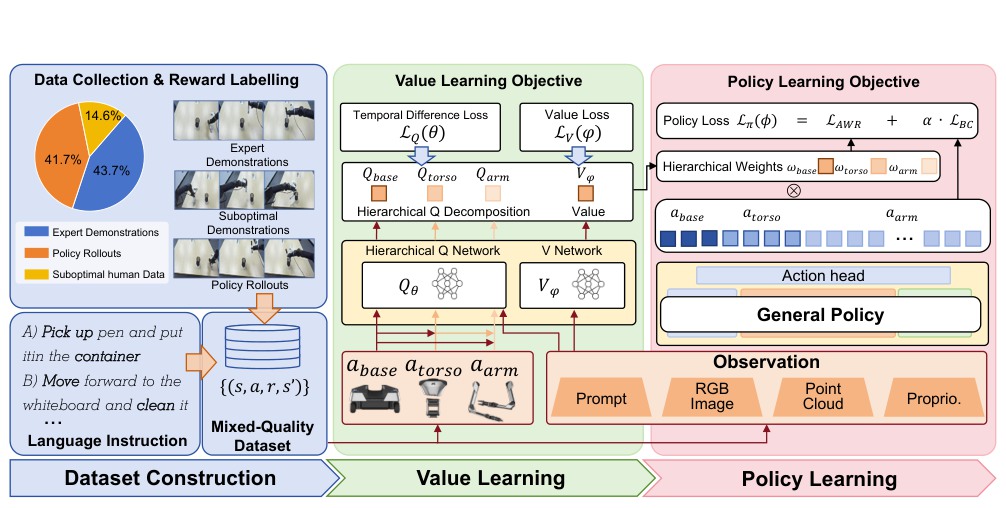 Data Collection & Reward Labelling
14.6%
41.7%
43.7%
Expert Demonstrations
Policy Rollouts
Suboptimal human Data
Expert
Demonstrations
Suboptimal
Demonstrations
Policy Rollouts
A) Pick up pen and put
itin the container
B) Move forward to the
whiteboard and clean it
...
Language Instruction
{(s, a, r, s′)}
Mixed-Quality
Dataset
Dataset Construction
Value Learning Objective
Temporal Difference Loss
ℒ_Q(θ)
Value Loss
ℒ_V(φ)
Q_base Q_torso Q_arm V_φ
Hierarchical Q Decomposition Value
Hierarchical Q Network V Network
Q_θ V_φ
a_base a_torso a_arm
Value Learning
Policy Learning Objective
Policy Loss ℒ_π(ϕ) = ℒ_AWR + α · ℒ_BC
Hierarchical Weights ω_base ω_torso ω_arm
⊗
a_base a_torso a_arm
...
Action head
General Policy
Observation
Prompt
RGB
Image
Point
Cloud
Proprio.
Policy Learning